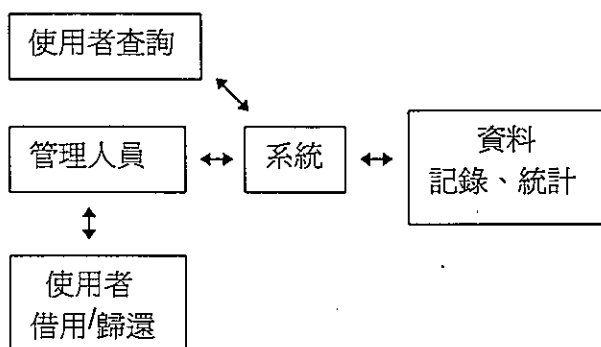 使用者查詢
管理人員
系統
資料
記錄、統計
使用者
借用/歸還